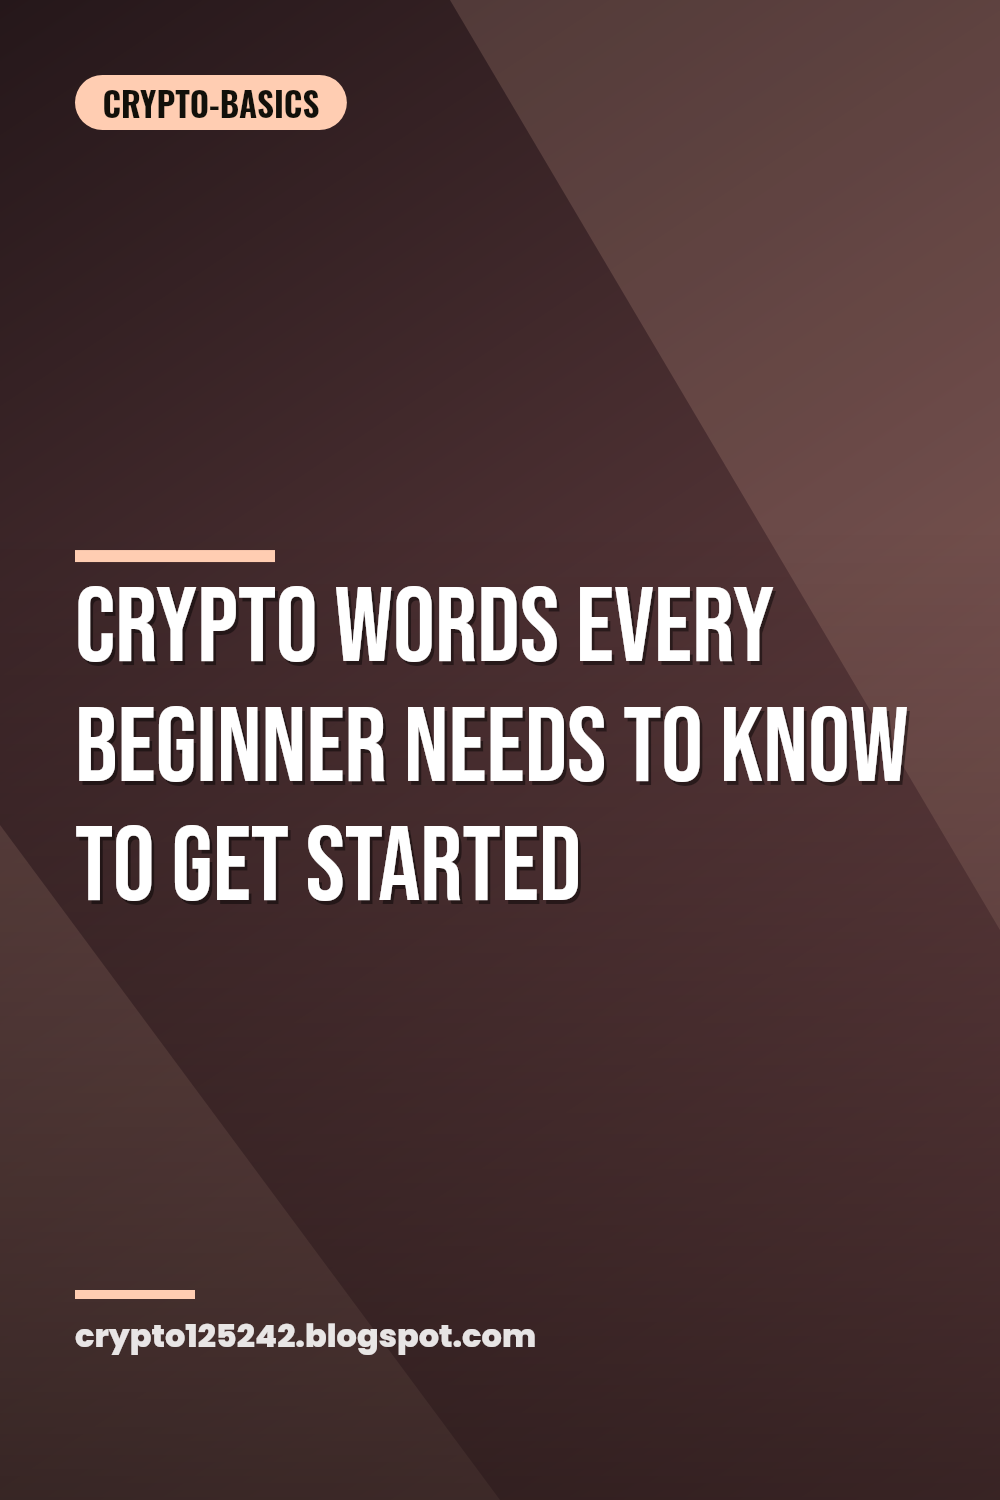 CRYPTO-BASICS
CRYPTO WORDS EVERY
BEGINNER NEEDS TO KNOW
TO GET STARTED
crypto125242.blogspot.com